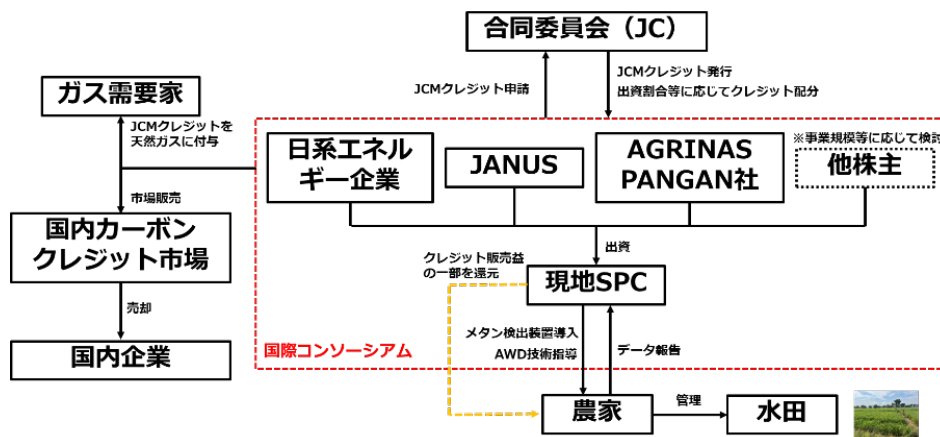 合同委員会（JC）
JCMクレジット申請
JCMクレジット発行
出資割合等に応じてクレジット配分
ガス需要家
JCMクレジットを
天然ガスに付与
市場販売
国内カーボン
クレジット市場
売却
国内企業
日系エネル
ギー企業
JANUS
AGRINAS
PANGAN社
※事業規模等に応じて検討
他株主
出資
クレジット販売益
の一部を還元
現地SPC
国際コンソーシアム
メタン検出装置導入
AWD技術指導
データ報告
農家
管理
水田